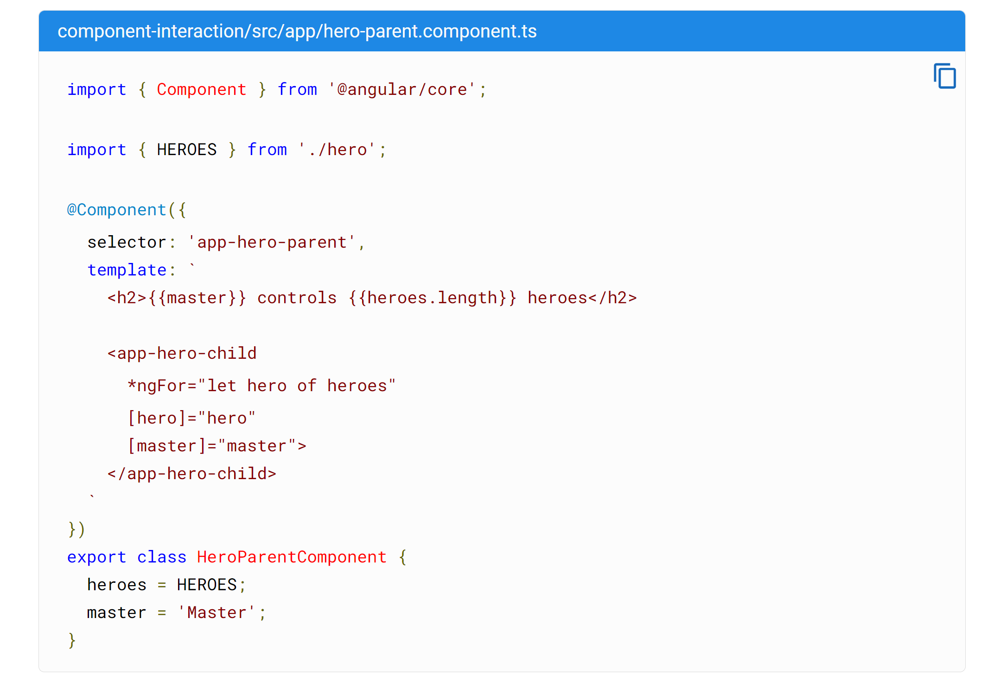 component-interaction/src/app/hero-parent.component.ts
import { Component } from '@angular/core';
import { HEROES } from './hero';
@Component({
  selector: 'app-hero-parent',
  template: `
    <h2>{{master}} controls {{heroes.length}} heroes</h2>
    <app-hero-child
      *ngFor="let hero of heroes"
      [hero]="hero"
      [master]="master">
    </app-hero-child>
  `
})
export class HeroParentComponent {
  heroes = HEROES;
  master = 'Master';
}